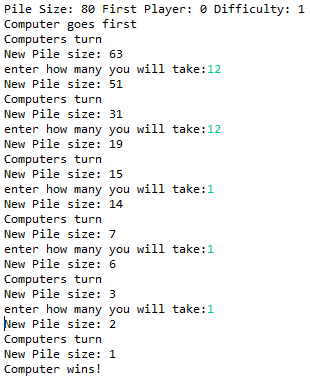 Pile Size: 80 First Player: 0 Difficulty: 1
Computer goes first
Computers turn
New Pile size: 63
enter how many you will take:12
New Pile size: 51
Computers turn
New Pile size: 31
enter how many you will take:12
New Pile size: 19
Computers turn
New Pile size: 15
enter how many you will take:1
New Pile size: 14
Computers turn
New Pile size: 7
enter how many you will take:1
New Pile size: 6
Computers turn
New Pile size: 3
enter how many you will take:1
New Pile size: 2
Computers turn
New Pile size: 1
Computer wins!